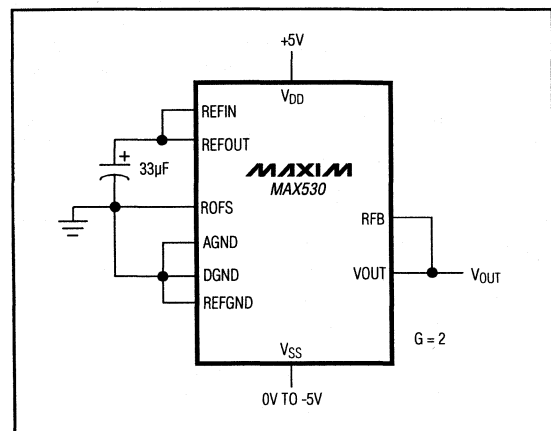 +5V
VDD
REFIN
REFOUT
+
33µF
MAXIM
MAX530
ROFS
RFB
AGND
DGND
VOUT
VOUT
REFGND
G = 2
VSS
0V TO -5V